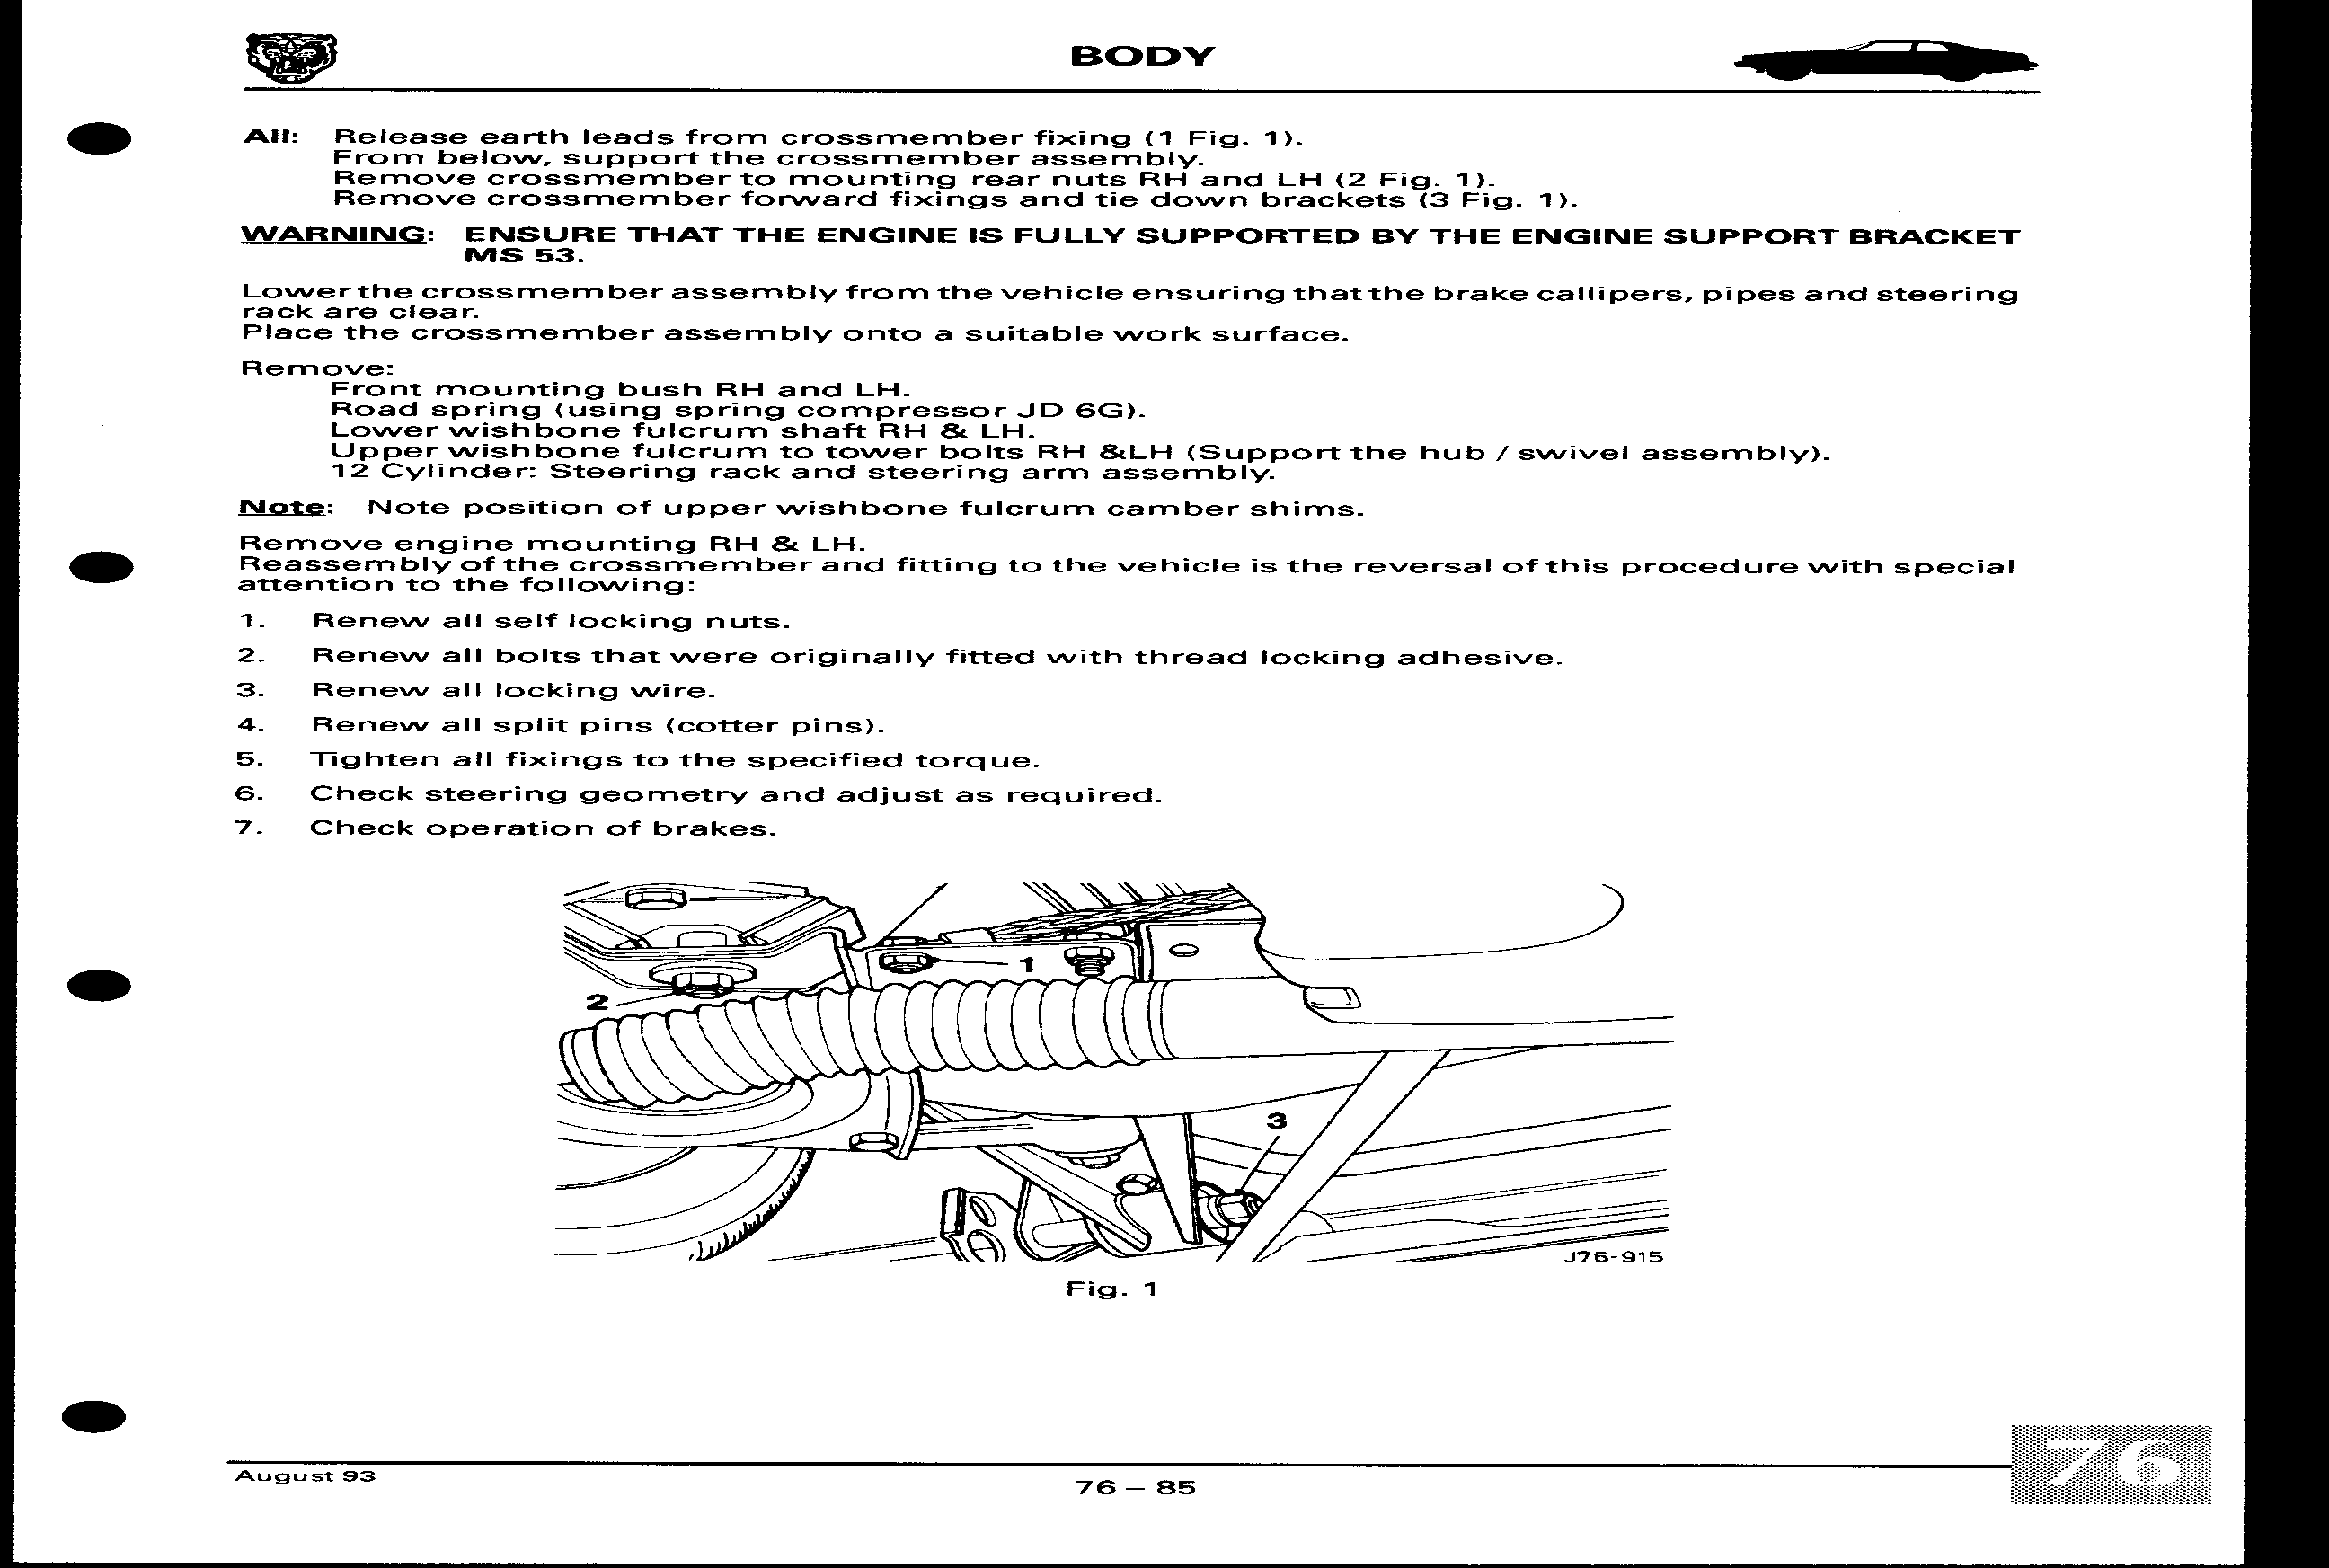 BODY
All: Release earth leads from crossmember fixing (1 Fig. 1).
From below, support the crossmember assembly.
Remove crossmember to mounting rear nuts RH and LH (2 Fig. 1).
Remove crossmember forward fixings and tie down brackets (3 Fig. 1).
WARNING: ENSURE THAT THE ENGINE IS FULLY SUPPORTED BY THE ENGINE SUPPORT BRACKET
MS 53.
Lower the crossmember assembly from the vehicle ensuring that the brake callipers, pipes and steering
rack are clear.
Place the crossmember assembly onto a suitable work surface.
Remove:
Front mounting bush RH and LH.
Road spring (using spring compressor JD 6G).
Lower wishbone fulcrum shaft RH & LH.
Upper wishbone fulcrum to tower bolts RH &LH (Support the hub / swivel assembly).
12 Cylinder: Steering rack and steering arm assembly.
Note: Note position of upper wishbone fulcrum camber shims.
Remove engine mounting RH & LH.
Reassembly of the crossmember and fitting to the vehicle is the reversal of this procedure with special
attention to the following:
1. Renew all self locking nuts.
2. Renew all bolts that were originally fitted with thread locking adhesive.
3. Renew all locking wire.
4. Renew all split pins (cotter pins).
5. Tighten all fixings to the specified torque.
6. Check steering geometry and adjust as required.
7. Check operation of brakes.
1
2
3
J76-915
Fig. 1
August 93
76 – 85
76